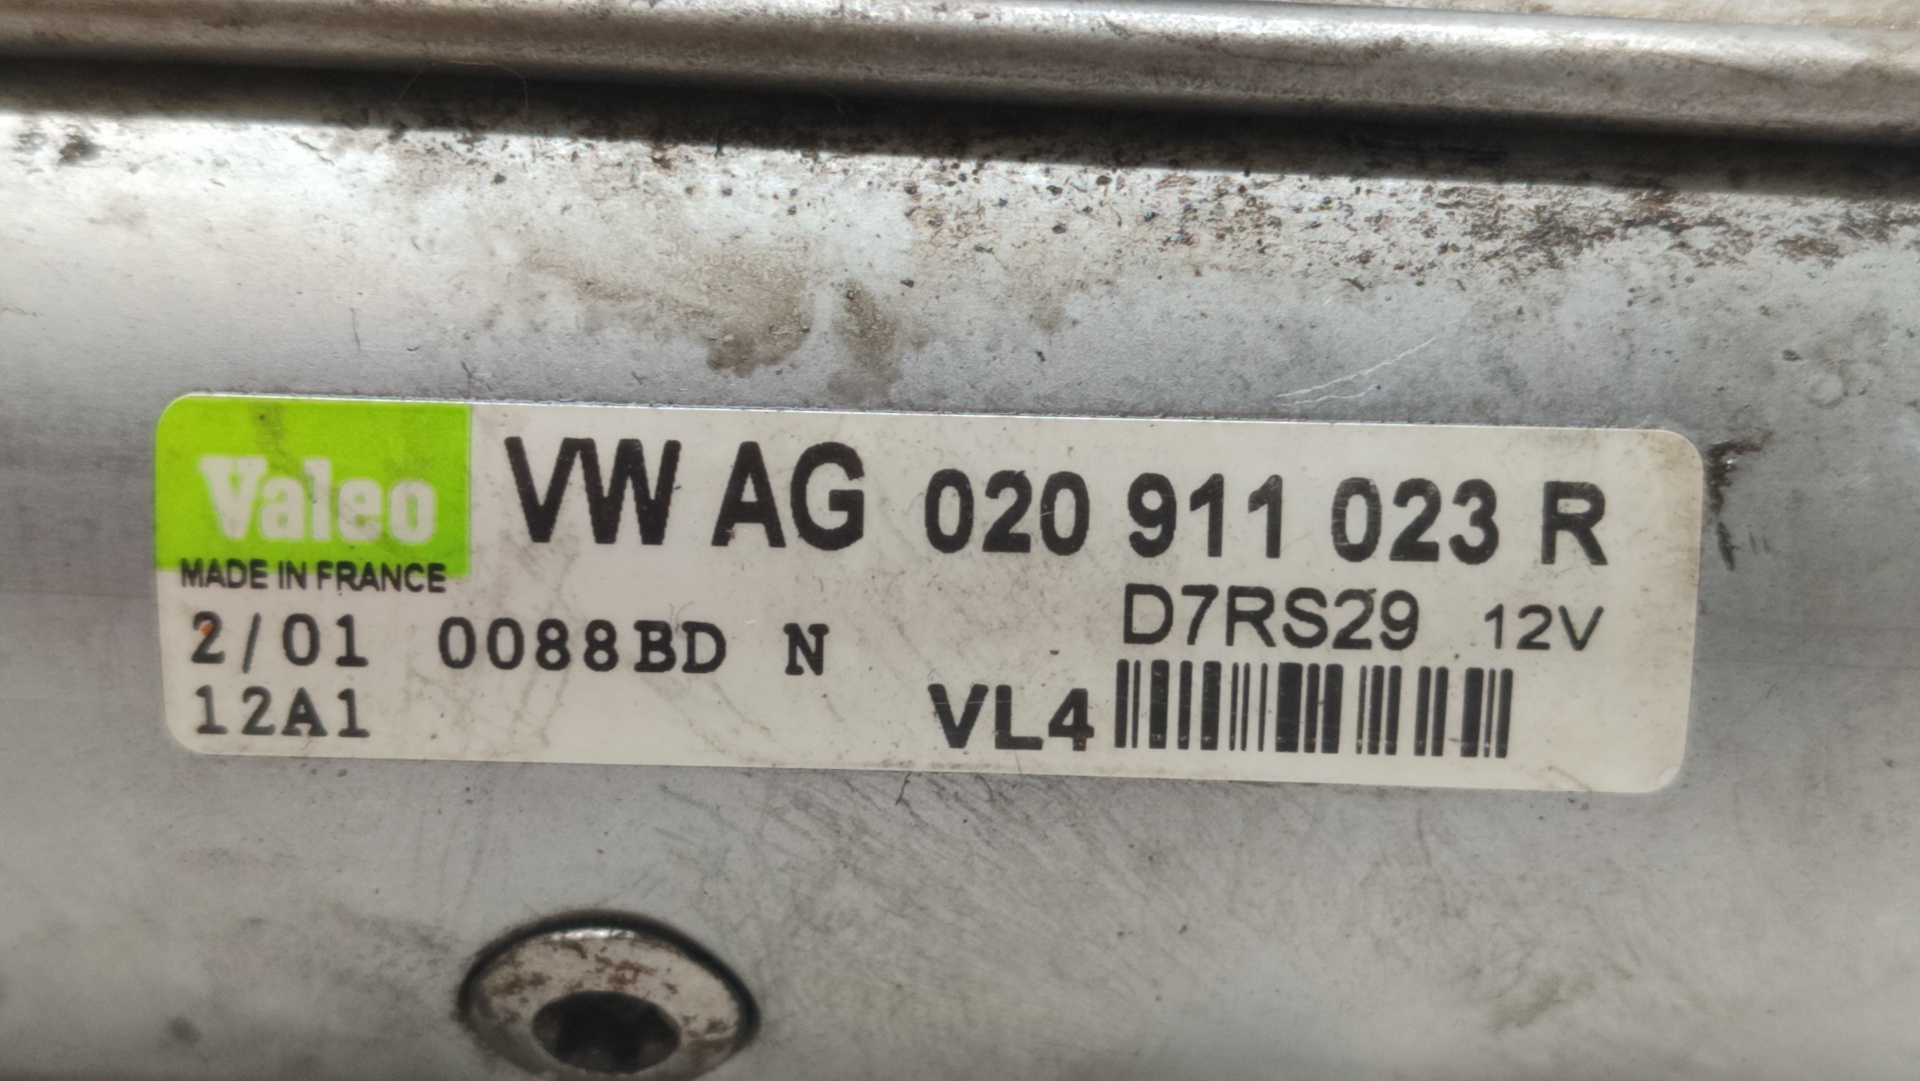 Valeo VW AG 020 911 023 R
MADE IN FRANCE D7RS29 12V
2/01 0088BD N
12A1 VL4